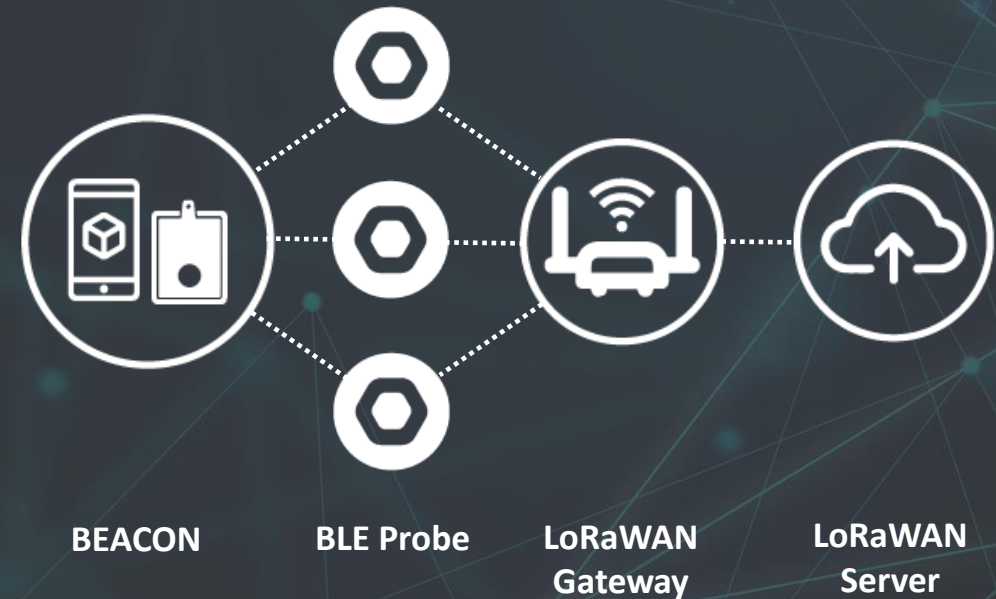 BEACON
BLE Probe
LoRaWAN
Gateway
LoRaWAN
Server